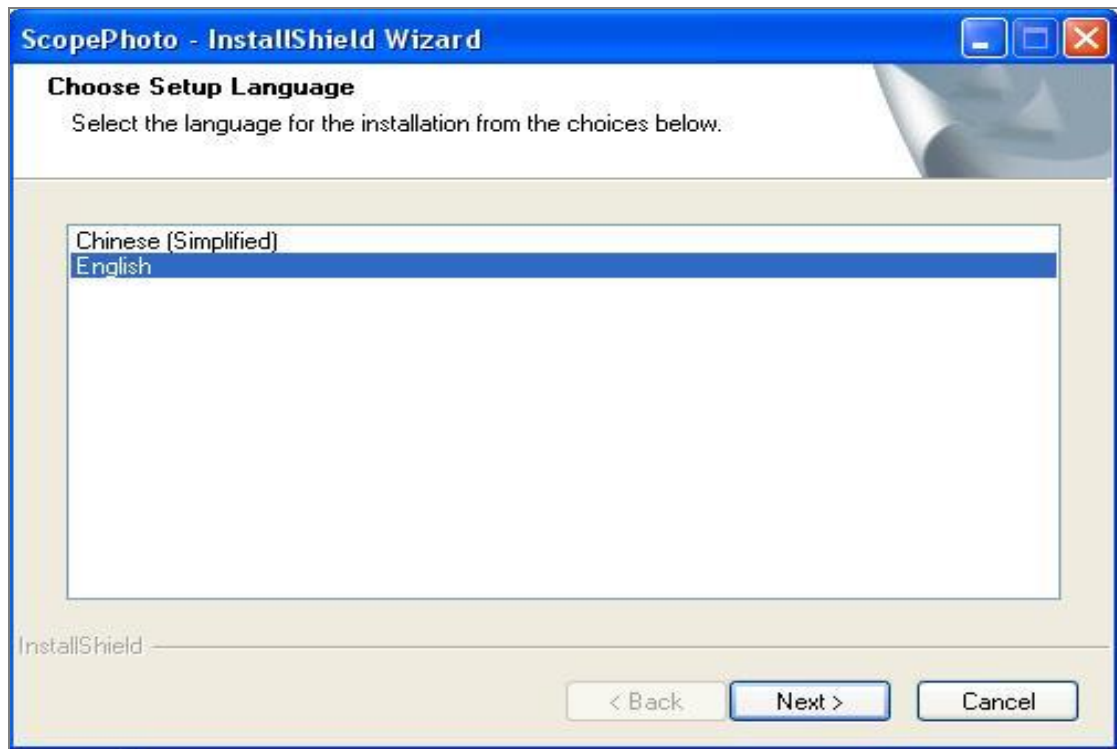 ScopePhoto - InstallShield Wizard
Choose Setup Language
Select the language for the installation from the choices below.
Chinese (Simplified)
English
InstallShield
< Back
Next >
Cancel